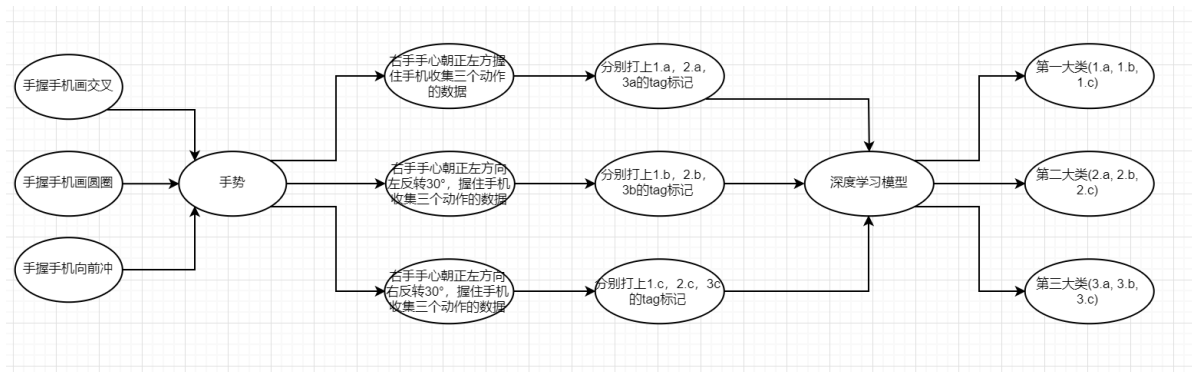 手握手机画交叉
手握手机画圆圈
手握手机向前冲
手势
右手手心朝正左方握
住手机收集三个动作
的数据
右手手心朝正左方向
左反转30°，握住手机
收集三个动作的数据
右手手心朝正左方向
右反转30°，握住手机
收集三个动作的数据
分别打上1.a，2.a，
3a的tag标记
分别打上1.b，2.b，
3b的tag标记
分别打上1.c，2.c，3c
的tag标记
深度学习模型
第一大类(1.a, 1.b,
1.c)
第二大类(2.a, 2.b,
2.c)
第三大类(3.a, 3.b,
3.c)